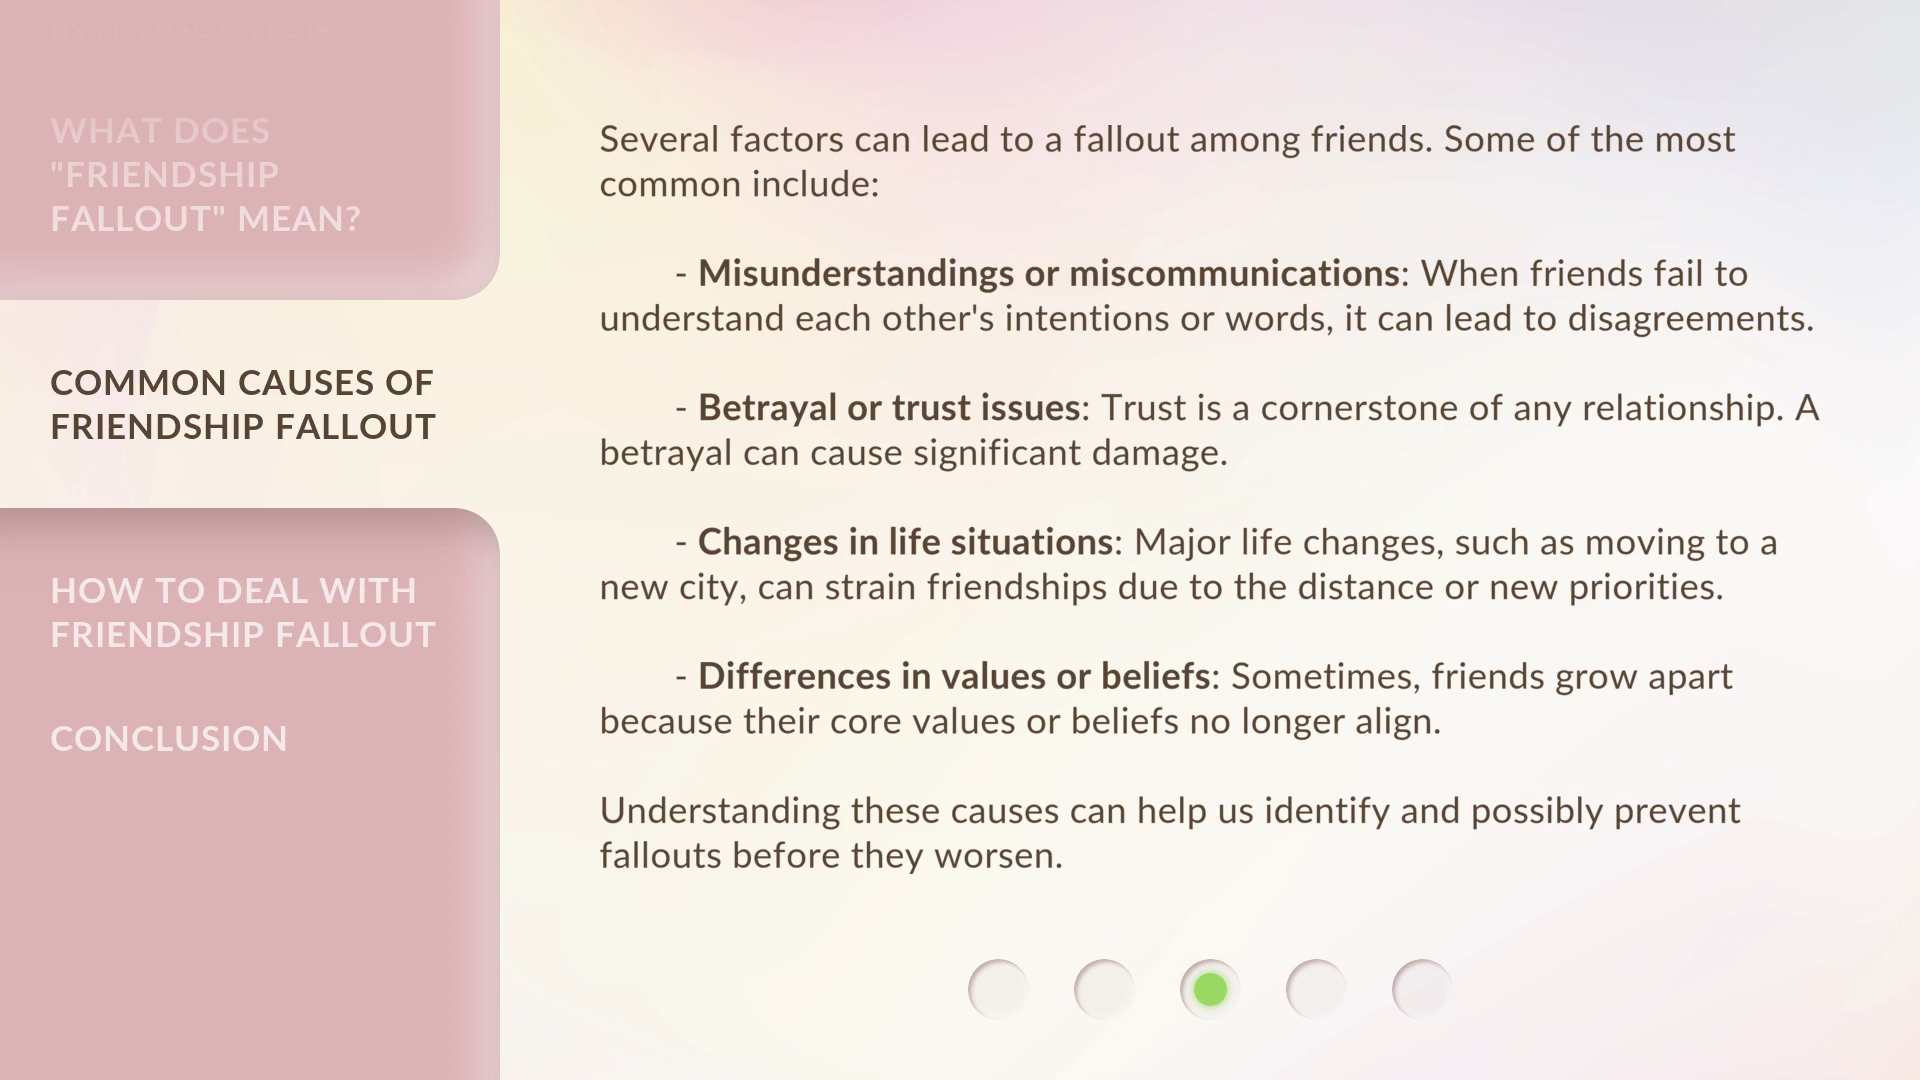 INTRODUCTION
WHAT DOES
"FRIENDSHIP
FALLOUT" MEAN?
COMMON CAUSES OF
FRIENDSHIP FALLOUT
HOW TO DEAL WITH
FRIENDSHIP FALLOUT
CONCLUSION
Several factors can lead to a fallout among friends. Some of the most
common include:
- Misunderstandings or miscommunications: When friends fail to
understand each other's intentions or words, it can lead to disagreements.
- Betrayal or trust issues: Trust is a cornerstone of any relationship. A
betrayal can cause significant damage.
- Changes in life situations: Major life changes, such as moving to a
new city, can strain friendships due to the distance or new priorities.
- Differences in values or beliefs: Sometimes, friends grow apart
because their core values or beliefs no longer align.
Understanding these causes can help us identify and possibly prevent
fallouts before they worsen.